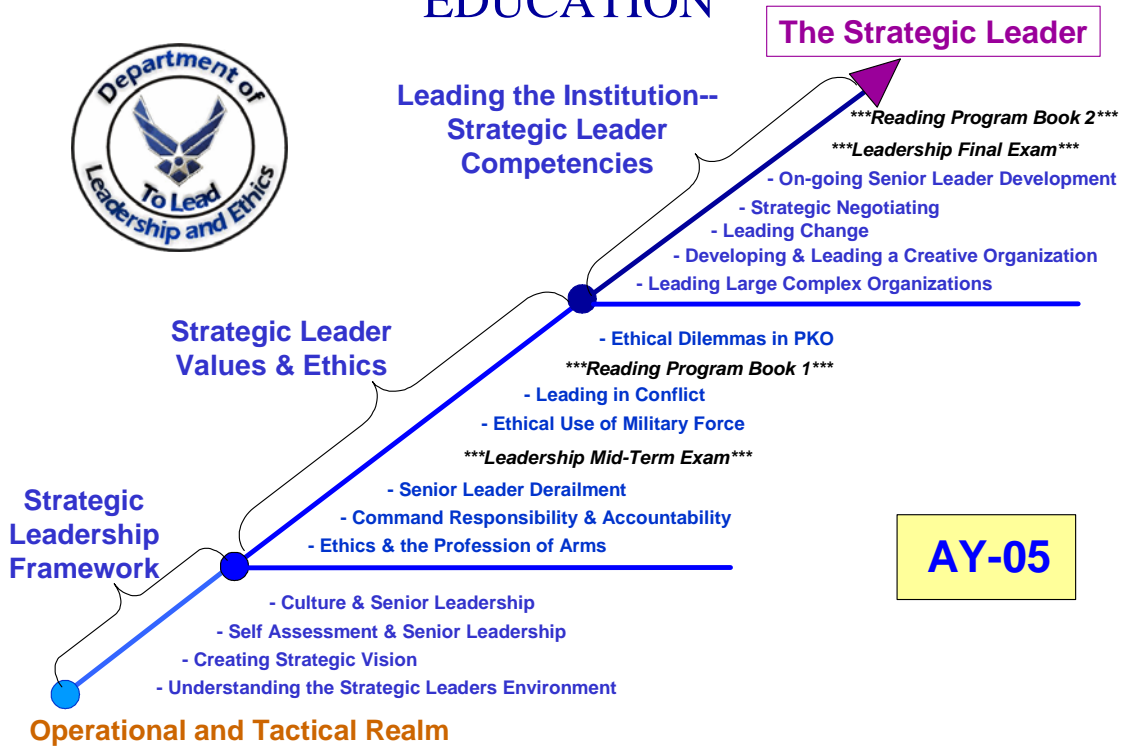 EDUCATION
The Strategic Leader
Department of
To Lead
Leadership and Ethics
Leading the Institution--
Strategic Leader
Competencies
***Reading Program Book 2***
***Leadership Final Exam***
- On-going Senior Leader Development
- Strategic Negotiating
- Leading Change
- Developing & Leading a Creative Organization
- Leading Large Complex Organizations
Strategic Leader
Values & Ethics
- Ethical Dilemmas in PKO
***Reading Program Book 1***
- Leading in Conflict
- Ethical Use of Military Force
***Leadership Mid-Term Exam***
- Senior Leader Derailment
- Command Responsibility & Accountability
- Ethics & the Profession of Arms
Strategic
Leadership
Framework
AY-05
- Culture & Senior Leadership
- Self Assessment & Senior Leadership
- Creating Strategic Vision
- Understanding the Strategic Leaders Environment
Operational and Tactical Realm